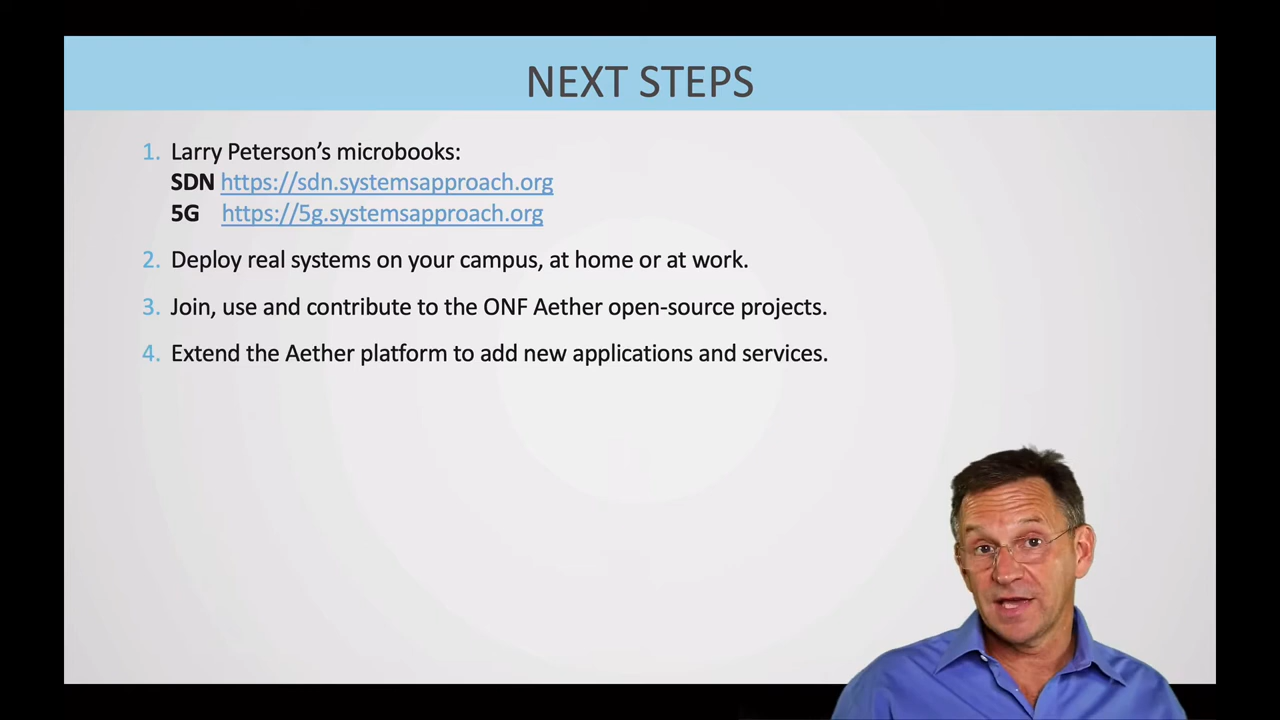 NEXT STEPS
1. Larry Peterson's microbooks:
SDN https://sdn.systemsapproach.org
5G https://5g.systemsapproach.org
2. Deploy real systems on your campus, at home or at work.
3. Join, use and contribute to the ONF Aether open-source projects.
4. Extend the Aether platform to add new applications and services.